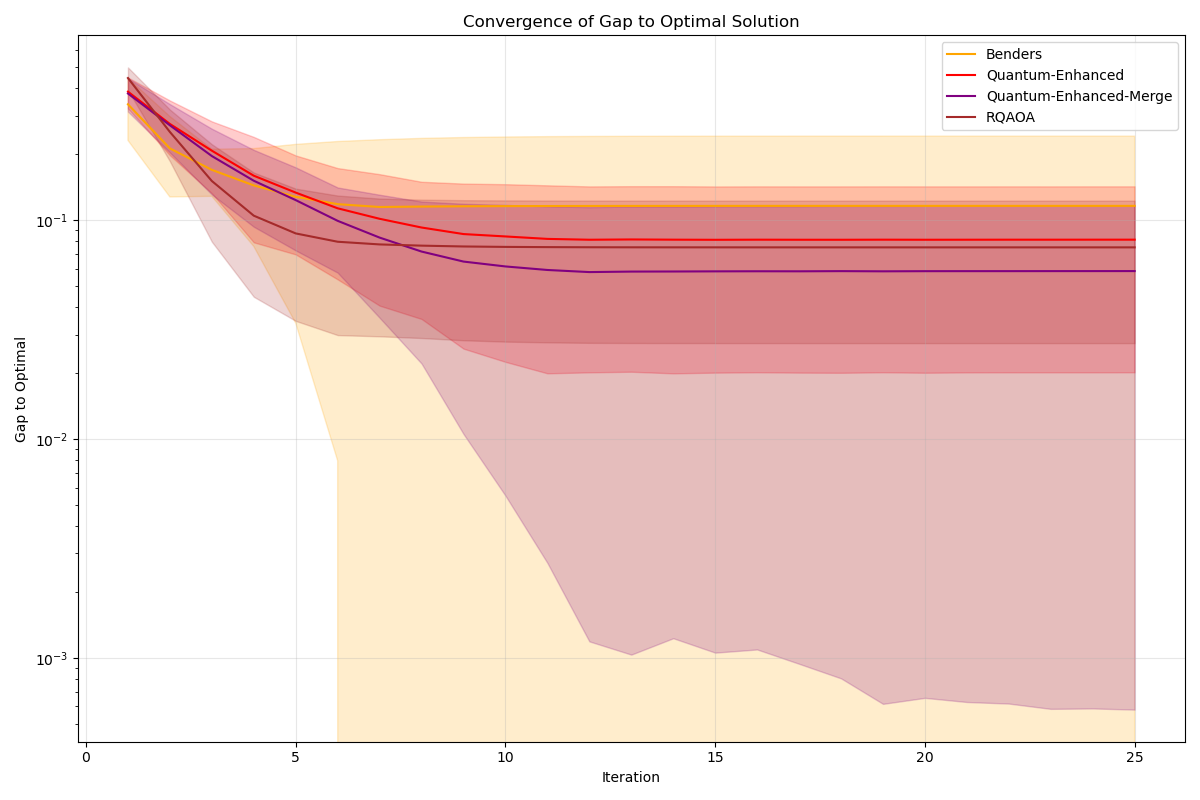 Convergence of Gap to Optimal Solution
Benders
Quantum-Enhanced
Quantum-Enhanced-Merge
RQAOA
Gap to Optimal
10⁻¹
10⁻²
10⁻³
0 5 10 15 20 25
Iteration